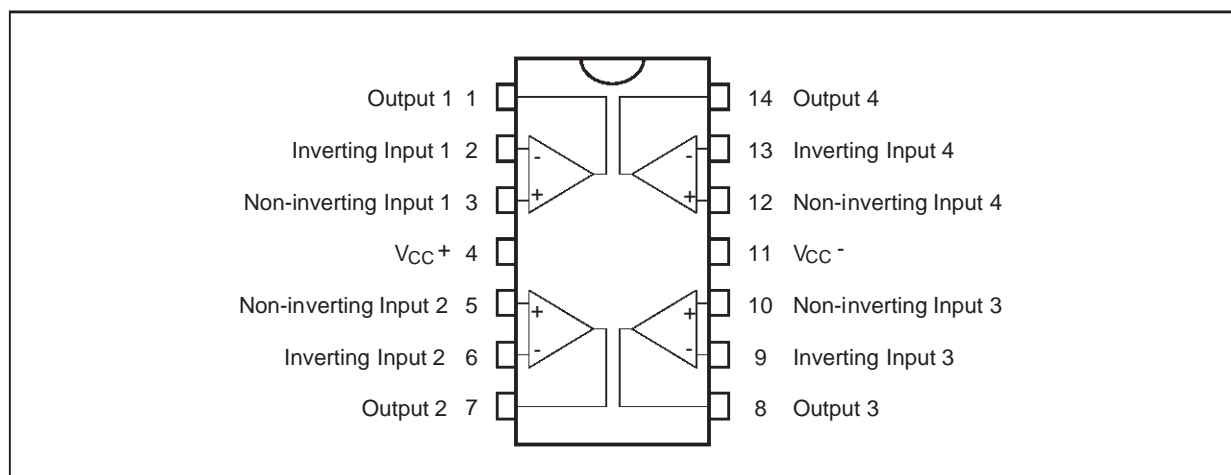 Output 1 1
14 Output 4
Inverting Input 1 2
-
-
13 Inverting Input 4
Non-inverting Input 1 3
+
+
12 Non-inverting Input 4
VCC + 4
11 VCC -
Non-inverting Input 2 5
+
+
10 Non-inverting Input 3
Inverting Input 2 6
-
-
9 Inverting Input 3
Output 2 7
8 Output 3